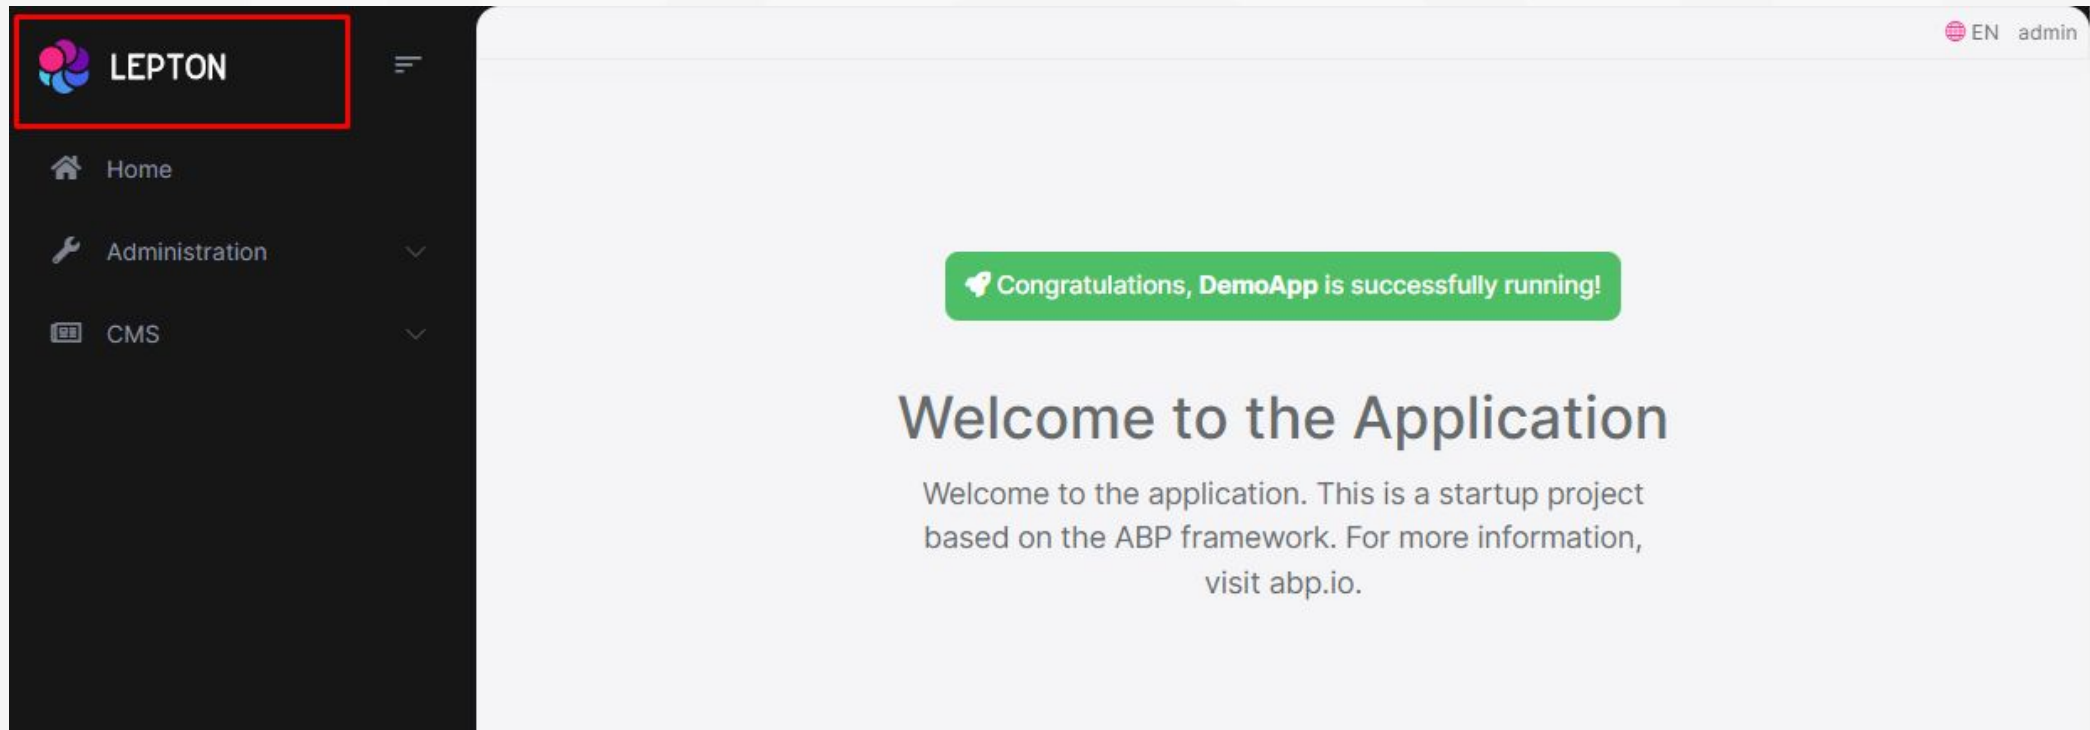 LEPTON
EN admin
Home
Administration
CMS
Congratulations, DemoApp is successfully running!
Welcome to the Application
Welcome to the application. This is a startup project
based on the ABP framework. For more information,
visit abp.io.